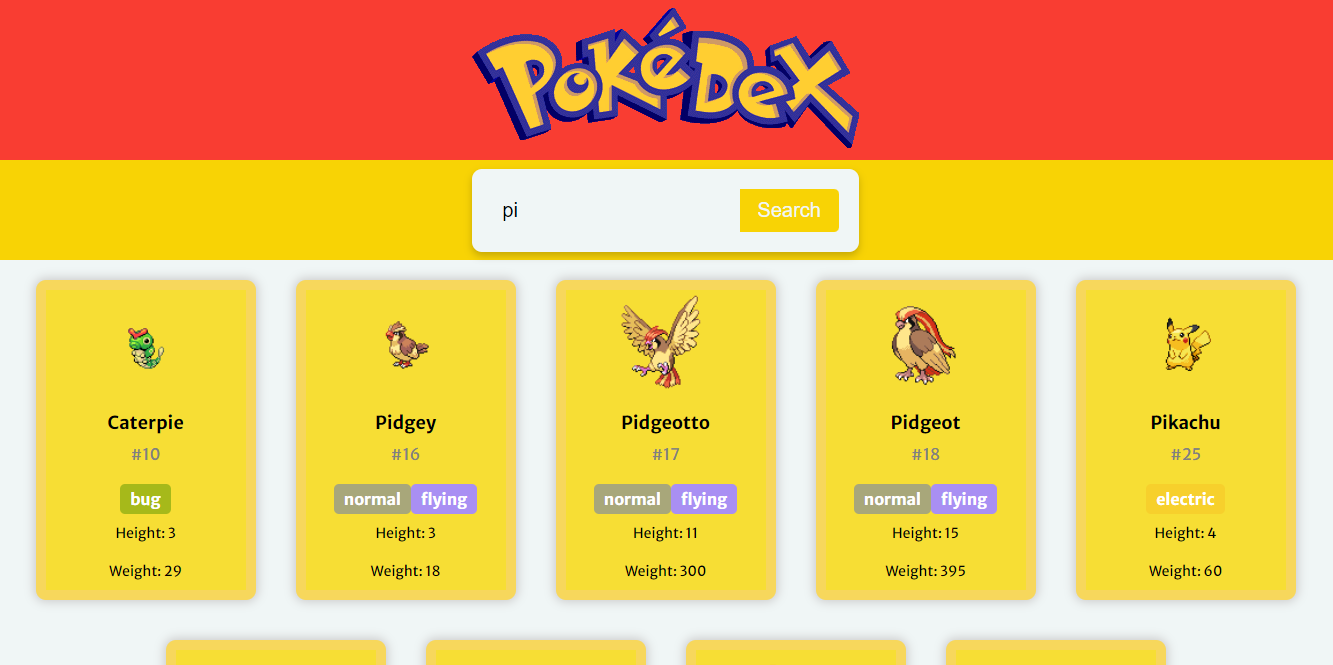 PokéDex
pi
Search
Caterpie
#10
bug
Height: 3
Weight: 29
Pidgey
#16
normal flying
Height: 3
Weight: 18
Pidgeotto
#17
normal flying
Height: 11
Weight: 300
Pidgeot
#18
normal flying
Height: 15
Weight: 395
Pikachu
#25
electric
Height: 4
Weight: 60